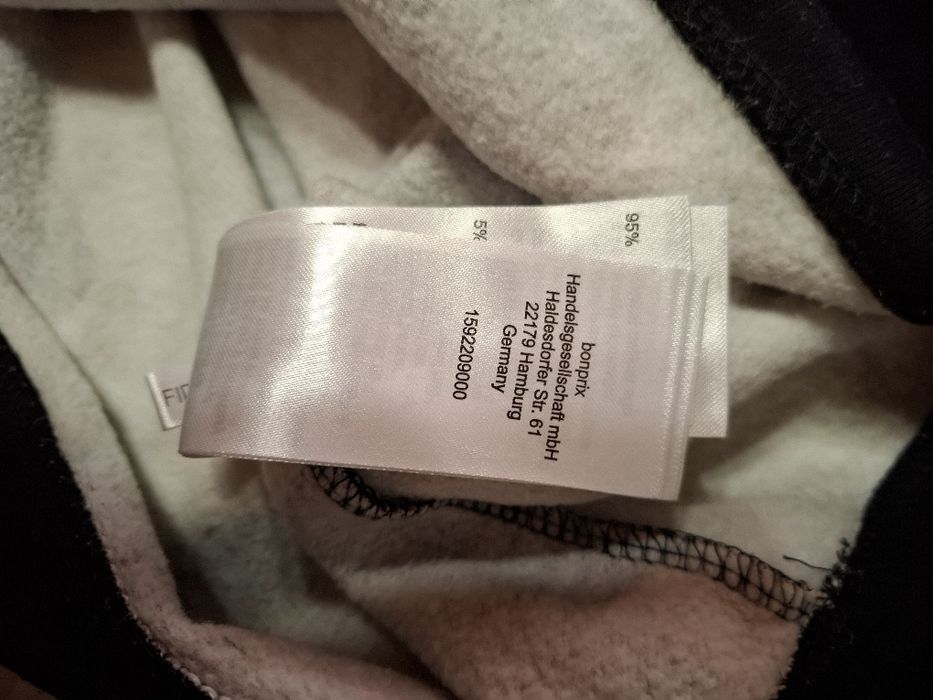 bonprix
Handelsgesellschaft mbH
Haldesdorfer Str. 61
22179 Hamburg
Germany
1592209000
95%
5%